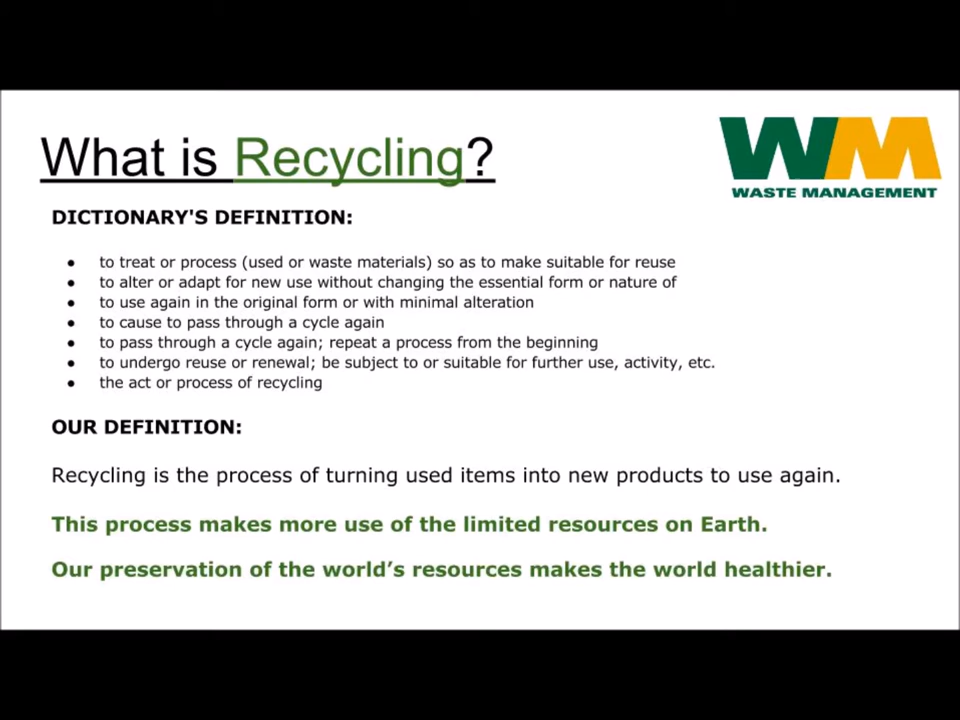 What is Recycling?
WM
WASTE MANAGEMENT
DICTIONARY'S DEFINITION:
● to treat or process (used or waste materials) so as to make suitable for reuse
● to alter or adapt for new use without changing the essential form or nature of
● to use again in the original form or with minimal alteration
● to cause to pass through a cycle again
● to pass through a cycle again; repeat a process from the beginning
● to undergo reuse or renewal; be subject to or suitable for further use, activity, etc.
● the act or process of recycling
OUR DEFINITION:
Recycling is the process of turning used items into new products to use again.
This process makes more use of the limited resources on Earth.
Our preservation of the world’s resources makes the world healthier.